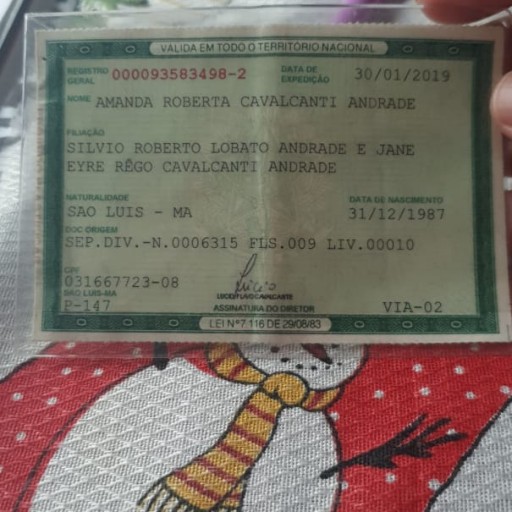 VÁLIDA EM TODO O TERRITÓRIO NACIONAL
REGISTRO GERAL 000093583498-2 DATA DE EXPEDIÇÃO 30/01/2019
NOME AMANDA ROBERTA CAVALCANTI ANDRADE
FILIAÇÃO
SILVIO ROBERTO LOBATO ANDRADE E JANE
EYRE RÊGO CAVALCANTI ANDRADE
NATURALIDADE DATA DE NASCIMENTO
SAO LUIS - MA 31/12/1987
DOC ORIGEM
SEP.DIV.-N.0006315 FLS.009 LIV.00010
CPF
031667723-08
SAO LUIS-MA
P-147 ASSINATURA DO DIRETOR VIA-02
LEI Nº 7.116 DE 29/08/83